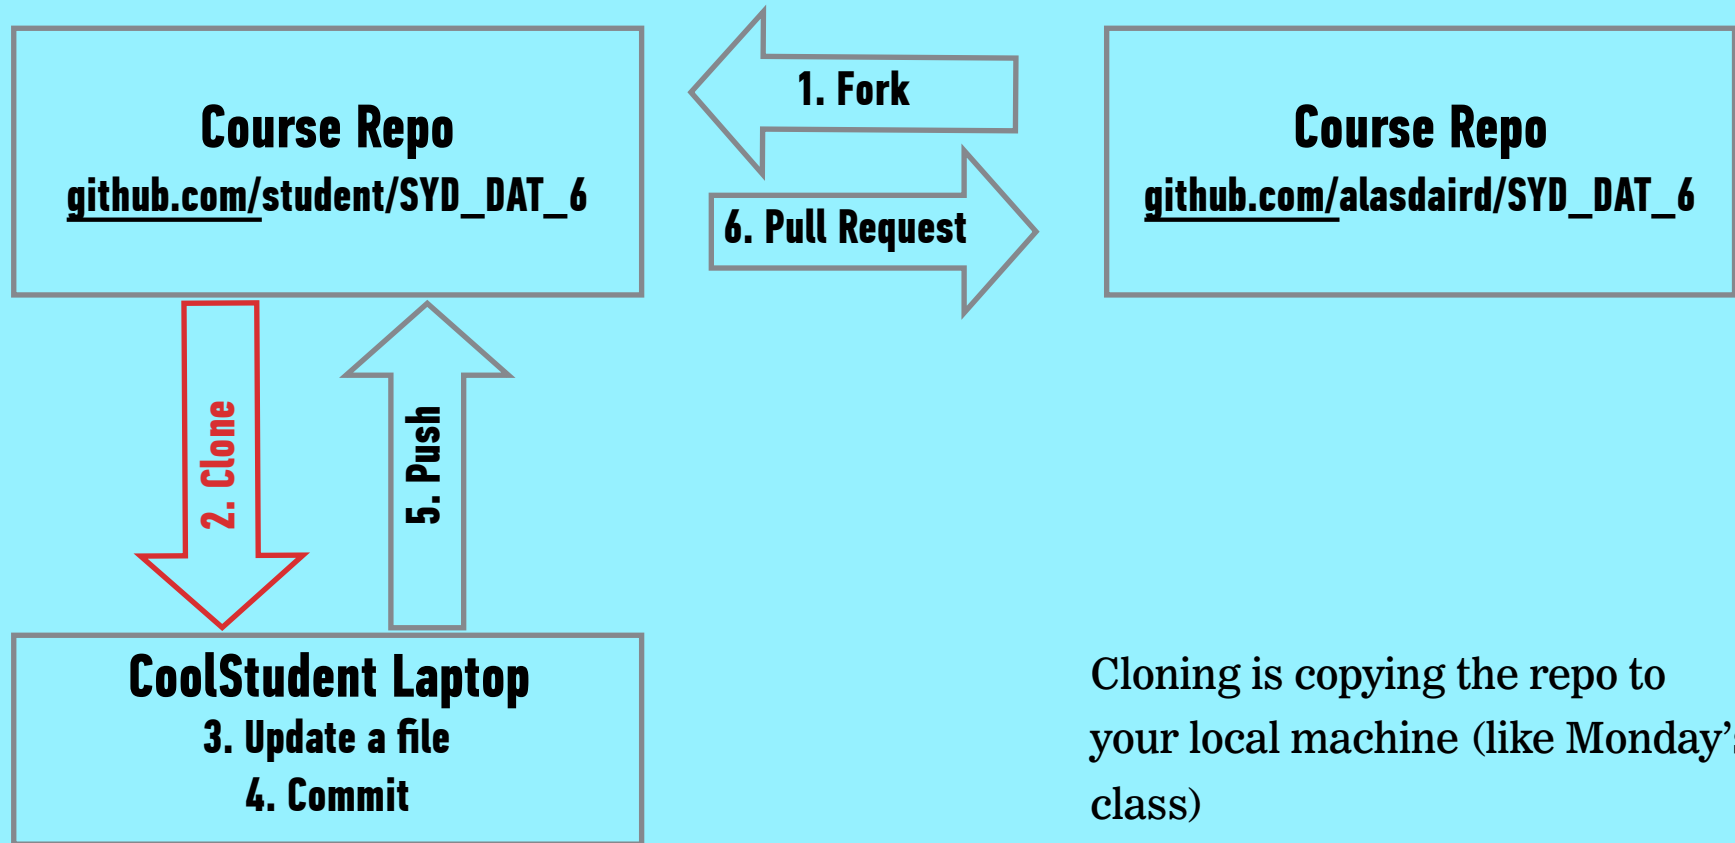 Course Repo
github.com/student/SYD_DAT_6
1. Fork
6. Pull Request
Course Repo
github.com/alasdaird/SYD_DAT_6
2. Clone
5. Push
CoolStudent Laptop
3. Update a file
4. Commit
Cloning is copying the repo to
your local machine (like Monday’s
class)